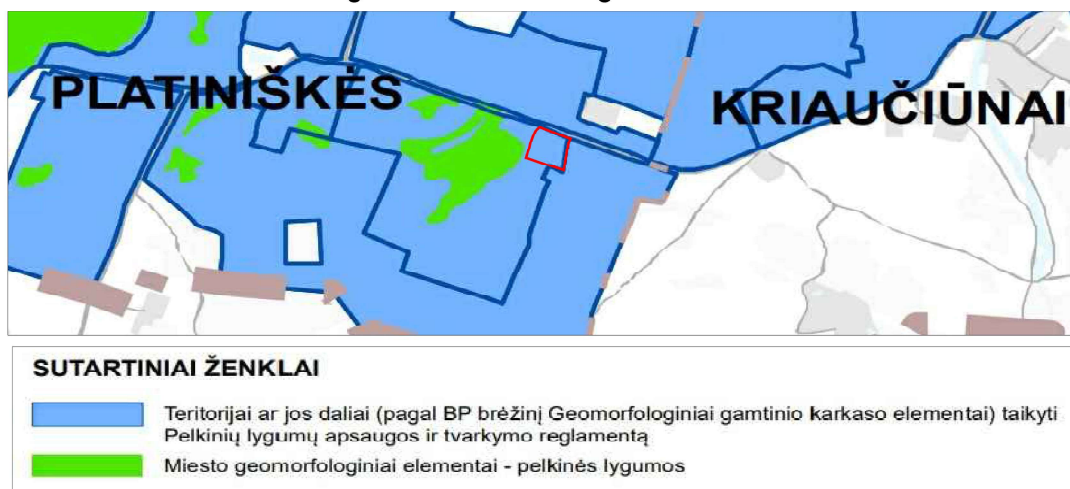 PLATINIŠKĖS
KRIAUČIŪNAI
SUTARTINIAI ŽENKLAI
Teritorijai ar jos daliai (pagal BP brėžinį Geomorfologiniai gamtinio karkaso elementai) taikyti
Pelkinių lygumų apsaugos ir tvarkymo reglamentą
Miesto geomorfologiniai elementai - pelkinės lygumos